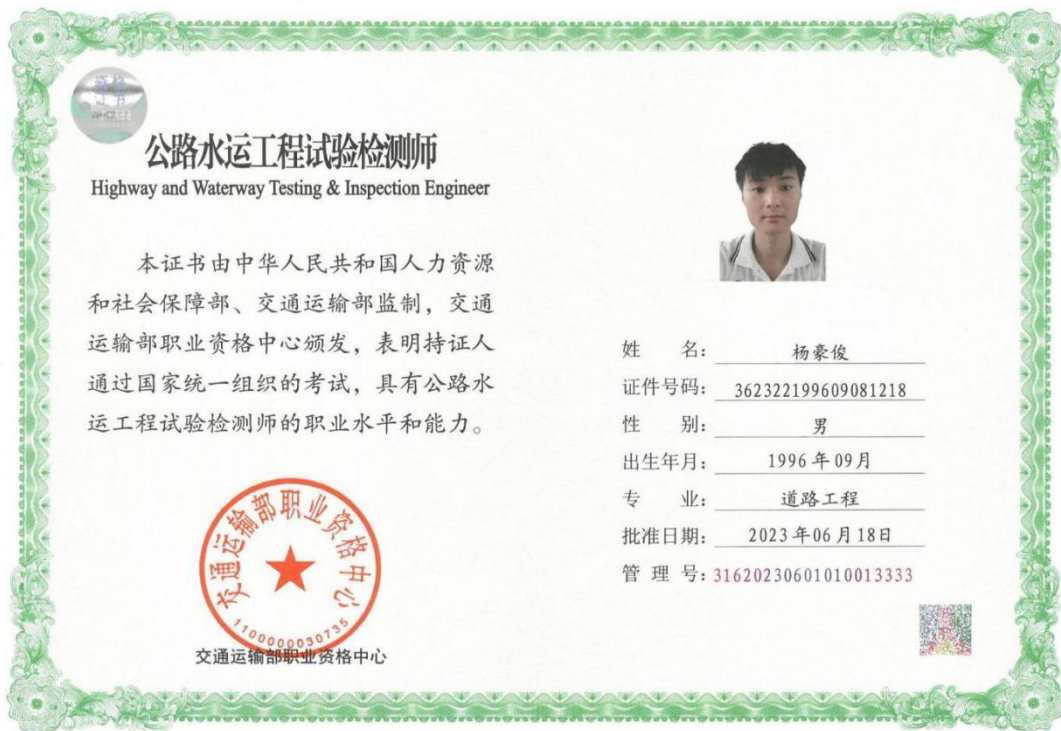 资格
证书
公路水运工程试验检测师
Highway and Waterway Testing & Inspection Engineer
本证书由中华人民共和国人力资源
和社会保障部、交通运输部监制，交通
运输部职业资格中心颁发，表明持证人
通过国家统一组织的考试，具有公路水
运工程试验检测师的职业水平和能力。
交通运输部职业资格中心
1100000030735
交通运输部职业资格中心
姓 名： 杨豪俊
证件号码： 362322199609081218
性 别： 男
出生年月： 1996年09月
专 业： 道路工程
批准日期： 2023年06月18日
管 理 号：31620230601010013333